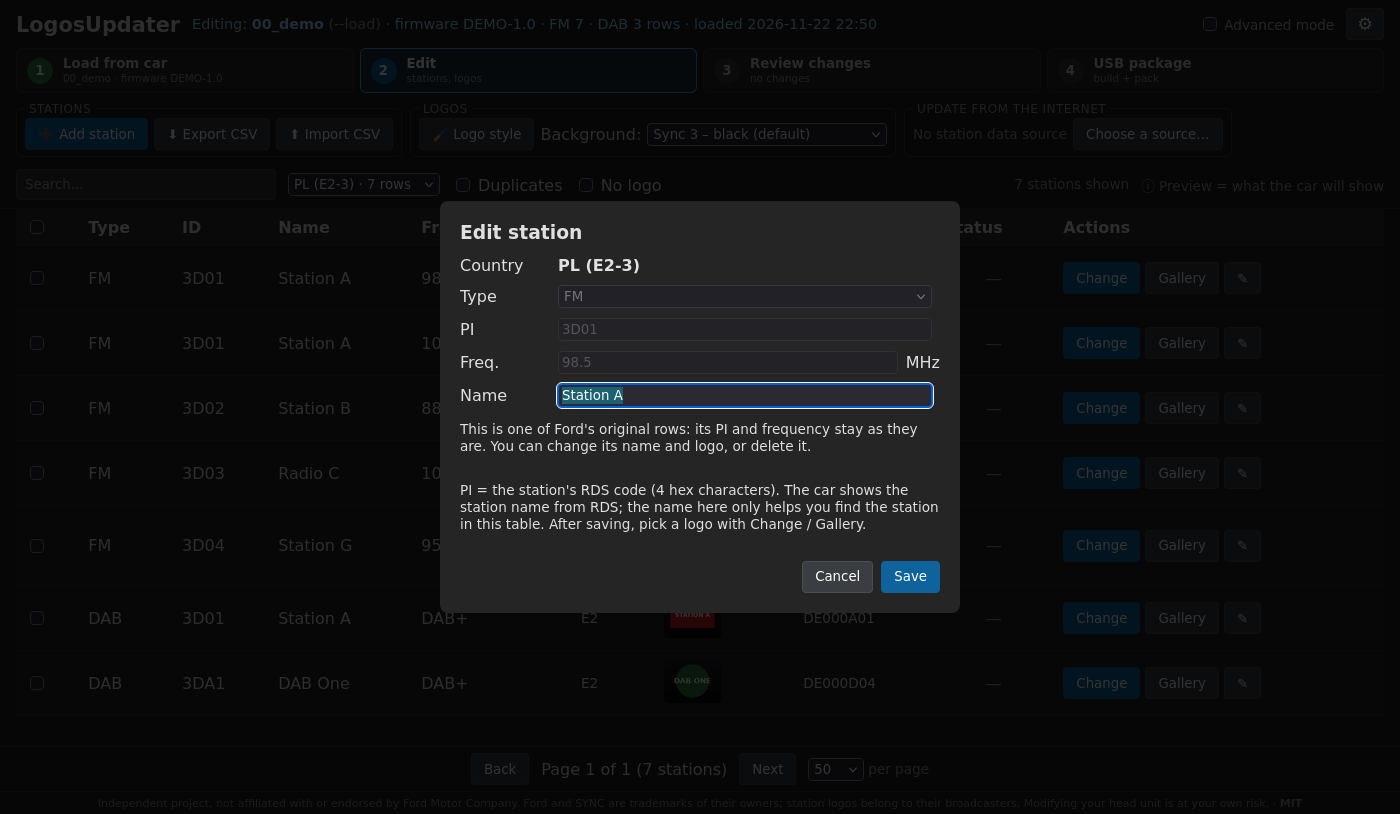 LogosUpdater Editing: 00_demo (--load) · firmware DEMO-1.0 · FM 7 · DAB 3 rows · loaded 2026-11-22 22:50 Advanced mode
1 Load from car
00_demo · firmware DEMO-1.0
2 Edit
stations, logos
3 Review changes
no changes
4 USB package
build + pack
STATIONS
Add station Export CSV Import CSV
LOGOS
Logo style Background: Sync 3 – black (default)
UPDATE FROM THE INTERNET
No station data source Choose a source...
Search... PL (E2-3) · 7 rows Duplicates No logo 7 stations shown ⓘ Preview = what the car will show
Type ID Name Fr tatus Actions
FM 3D01 Station A 98 — Change Gallery
FM 3D01 Station A 10 — Change Gallery
FM 3D02 Station B 88 — Change Gallery
FM 3D03 Radio C 10 — Change Gallery
FM 3D04 Station G 95 — Change Gallery
DAB 3D01 Station A DAB+ E2 STATION A DE000A01 — Change Gallery
DAB 3DA1 DAB One DAB+ E2 DAB ONE DE000D04 — Change Gallery
Edit station
Country PL (E2-3)
Type FM
PI 3D01
Freq. 98.5 MHz
Name Station A
This is one of Ford's original rows: its PI and frequency stay as they
are. You can change its name and logo, or delete it.
PI = the station's RDS code (4 hex characters). The car shows the
station name from RDS; the name here only helps you find the station
in this table. After saving, pick a logo with Change / Gallery.
Cancel Save
Back Page 1 of 1 (7 stations) Next 50 per page
Independent project, not affiliated with or endorsed by Ford Motor Company. Ford and SYNC are trademarks of their owners; station logos belong to their broadcasters. Modifying your head unit is at your own risk. · MIT